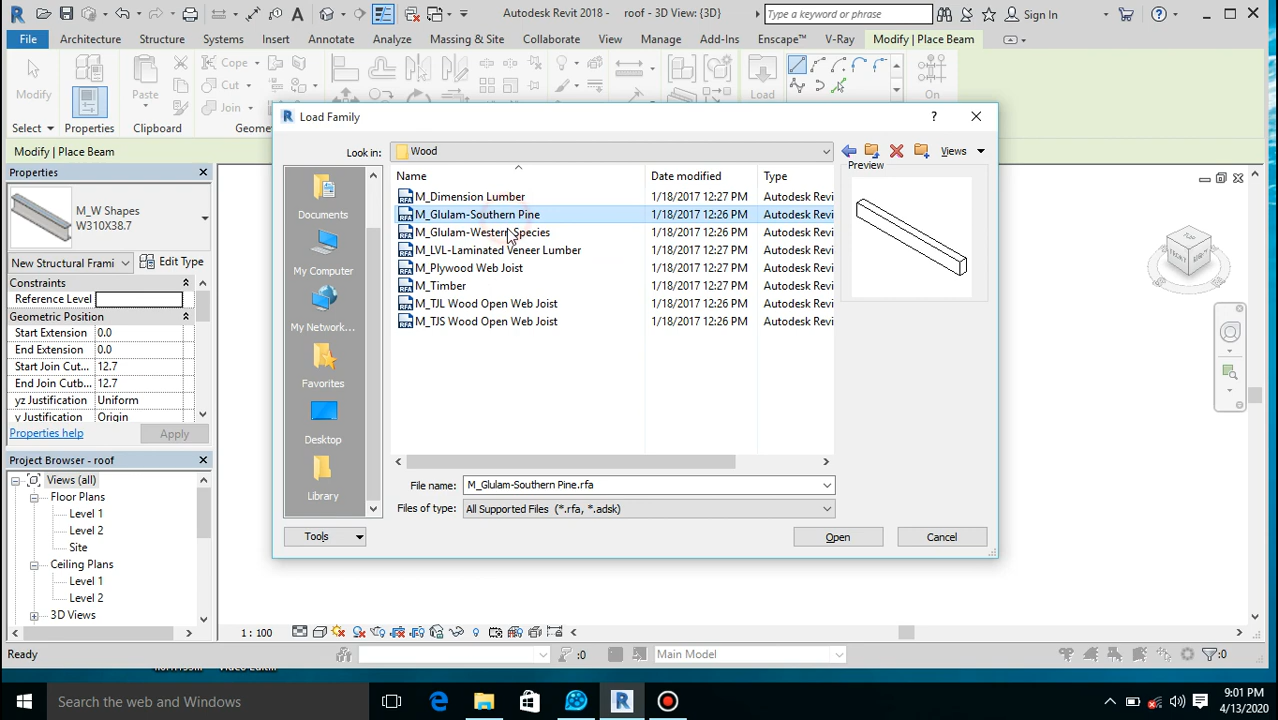 Autodesk Revit 2018 - roof - 3D View: {3D}
Type a keyword or phrase
Sign In
File
Architecture
Structure
Systems
Insert
Annotate
Analyze
Massing & Site
Collaborate
View
Manage
Add-Ins
Enscape™
V-Ray
Modify | Place Beam
Cope
Cut
Join
Modify
Paste
Load
On
Select
Properties
Clipboard
Geome
Modify | Place Beam
Properties
M_W Shapes
W310X38.7
New Structural Frami
Edit Type
Constraints
Reference Level
Geometric Position
Start Extension 0.0
End Extension 0.0
Start Join Cut... 12.7
End Join Cutb... 12.7
yz Justification Uniform
y Justification Origin
Properties help
Apply
Project Browser - roof
Views (all)
Floor Plans
Level 1
Level 2
Site
Ceiling Plans
Level 1
Level 2
3D Views
Load Family
Look in: Wood
Views
Documents
My Computer
My Network...
Favorites
Desktop
Library
Name Date modified Type
M_Dimension Lumber 1/18/2017 12:27 PM Autodesk Revi
M_Glulam-Southern Pine 1/18/2017 12:26 PM Autodesk Revi
M_Glulam-Western Species 1/18/2017 12:26 PM Autodesk Revi
M_LVL-Laminated Veneer Lumber 1/18/2017 12:27 PM Autodesk Revi
M_Plywood Web Joist 1/18/2017 12:27 PM Autodesk Revi
M_Timber 1/18/2017 12:27 PM Autodesk Revi
M_TJL Wood Open Web Joist 1/18/2017 12:26 PM Autodesk Revi
M_TJS Wood Open Web Joist 1/18/2017 12:26 PM Autodesk Revi
Preview
File name: M_Glulam-Southern Pine.rfa
Files of type: All Supported Files (*.rfa, *.adsk)
Tools
Open
Cancel
1 : 100
Ready
:0
Main Model
:0
Search the web and Windows
9:01 PM
4/13/2020